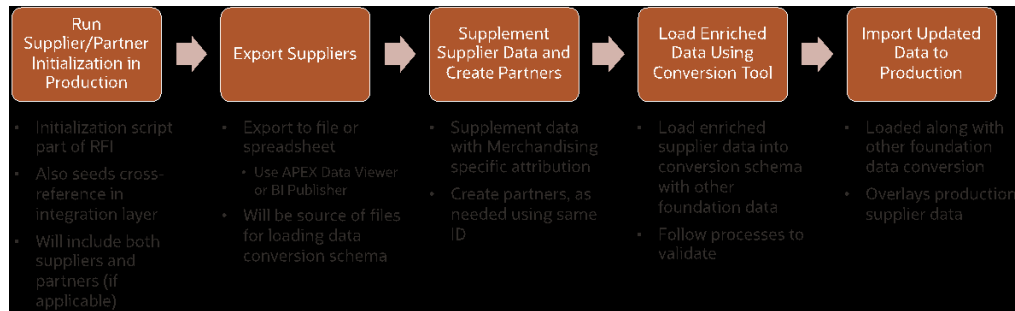 Run
Supplier/Partner
Initialization in
Production
Export Suppliers
Supplement
Supplier Data and
Create Partners
Load Enriched
Data Using
Conversion Tool
Import Updated
Data to
Production
• Initialization script
part of RFI
• Also seeds cross-
reference in
integration layer
• Will include both
suppliers and
partners (if
applicable)
• Export to file or
spreadsheet
• Use APEX Data Viewer
or BI Publisher
• Will be source of files
for loading data
conversion schema
• Supplement data
with Merchandising
specific attribution
• Create partners, as
needed using same
ID
• Load enriched
supplier data into
conversion schema
with other
foundation data
• Follow processes to
validate
• Loaded along with
other foundation
data conversion
• Overlays production
supplier data